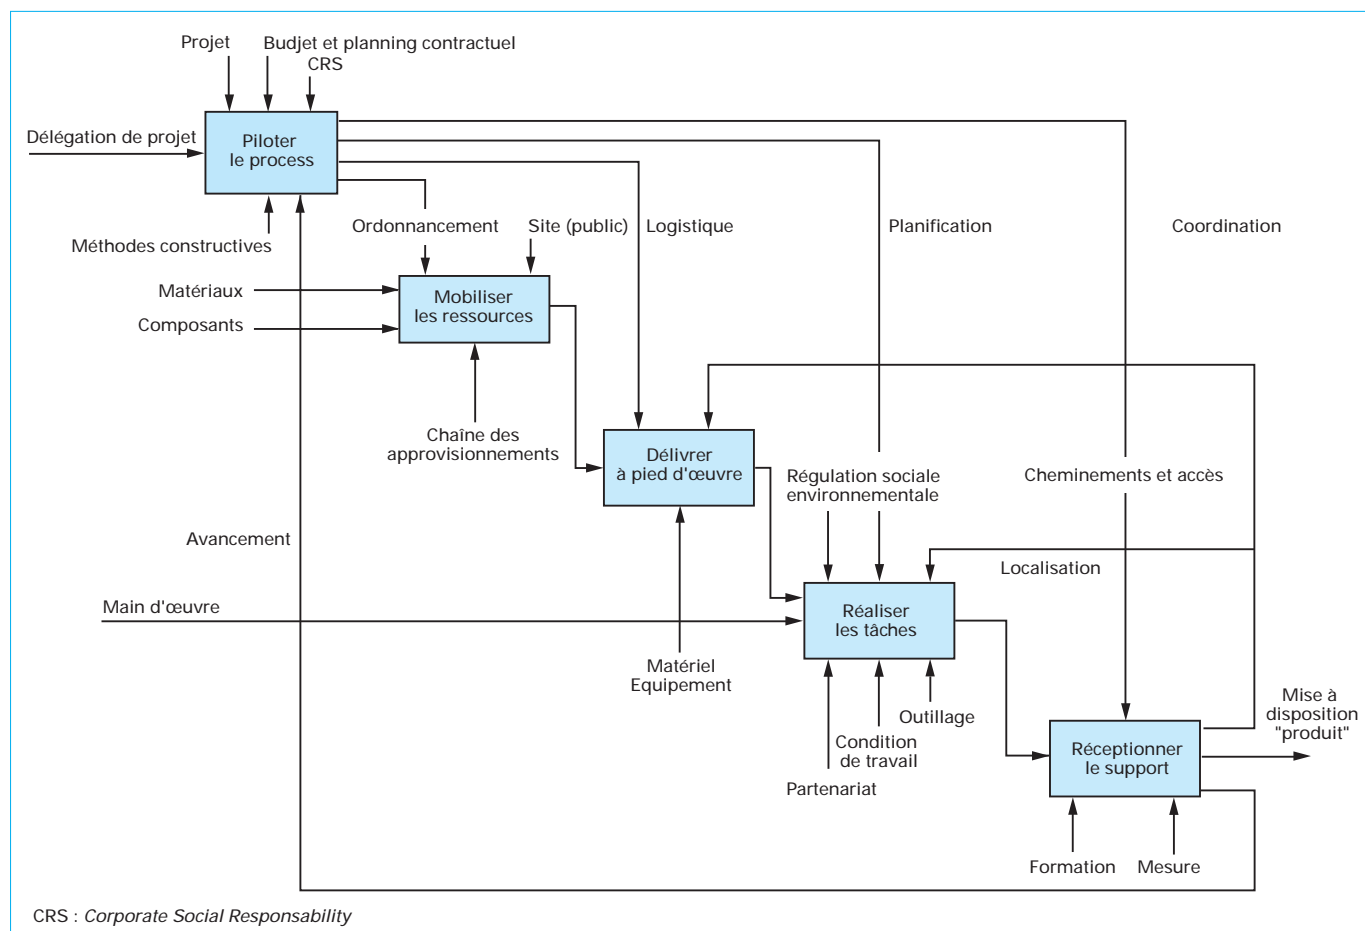 Projet
Budjet et planning contractuel
CRS
Délégation de projet
Piloter
le process
Méthodes constructives
Ordonnancement
Site (public)
Logistique
Planification
Coordination
Matériaux
Composants
Mobiliser
les ressources
Chaîne des
approvisionnements
Délivrer
à pied d'œuvre
Régulation sociale
environnementale
Cheminements et accès
Avancement
Localisation
Main d'œuvre
Réaliser
les tâches
Matériel
Equipement
Outillage
Condition
de travail
Partenariat
Mise à
disposition
"produit"
Réceptionner
le support
Formation
Mesure
CRS : Corporate Social Responsability